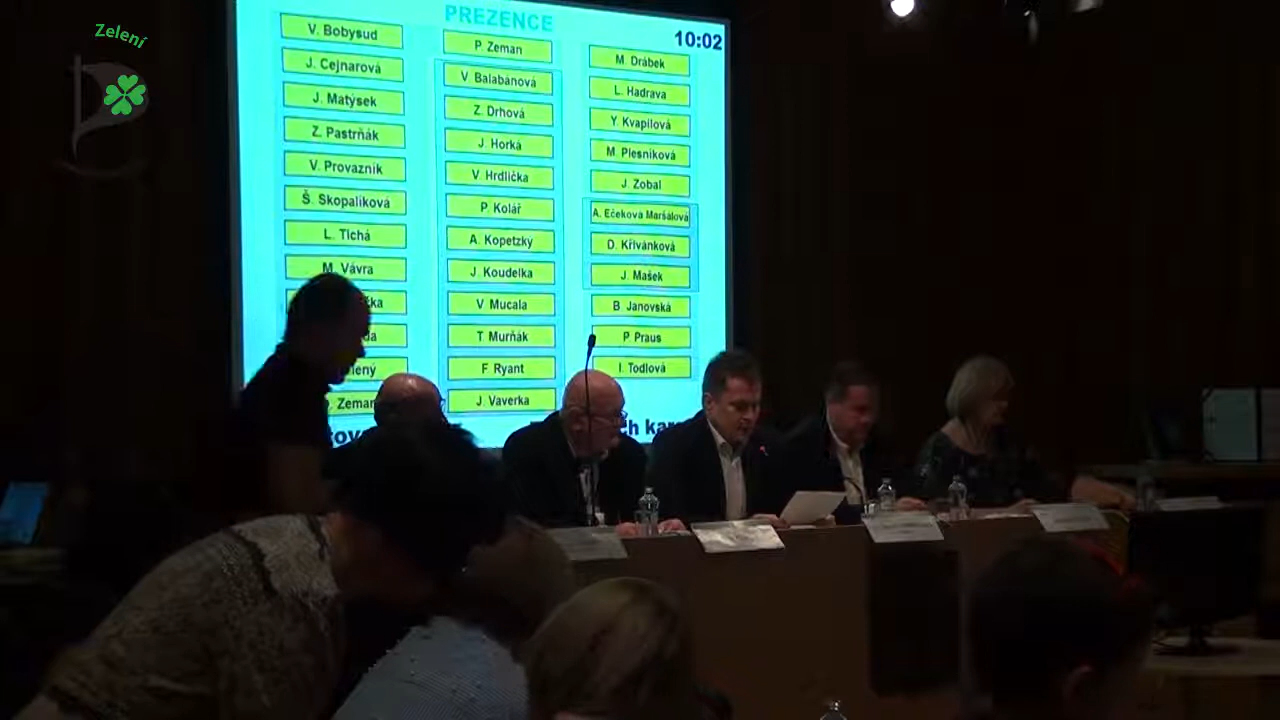 Zelení
PREZENCE
10:02
V. Bobysud
J. Cejnarová
J. Matýsek
Z. Pastrňák
V. Provazník
Š. Skopalíková
L. Tichá
M. Vávra
P. Zeman
V. Balabánová
Z. Drhová
J. Horká
V. Hrdlička
P. Kolář
A. Kopetzký
J. Koudelka
V. Mucala
T. Murňák
F. Ryant
J. Vaverka
M. Drábek
L. Hadrava
Y. Kvapilová
M. Plesníková
J. Zobal
A. Ečeková Maršálová
D. Křivánková
J. Mašek
B. Janovská
P. Praus
I. Todlová
Zeman